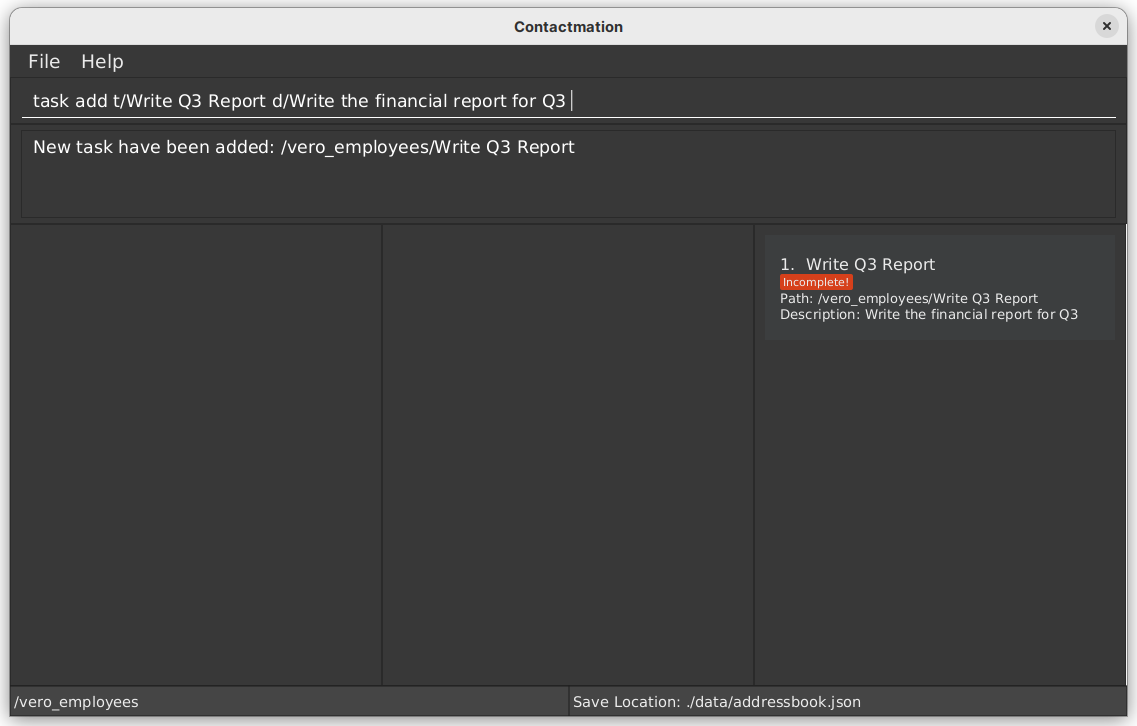 Contactmation
File Help
task add t/Write Q3 Report d/Write the financial report for Q3
New task have been added: /vero_employees/Write Q3 Report
1. Write Q3 Report
Incomplete!
Path: /vero_employees/Write Q3 Report
Description: Write the financial report for Q3
/vero_employees
Save Location: ./data/addressbook.json